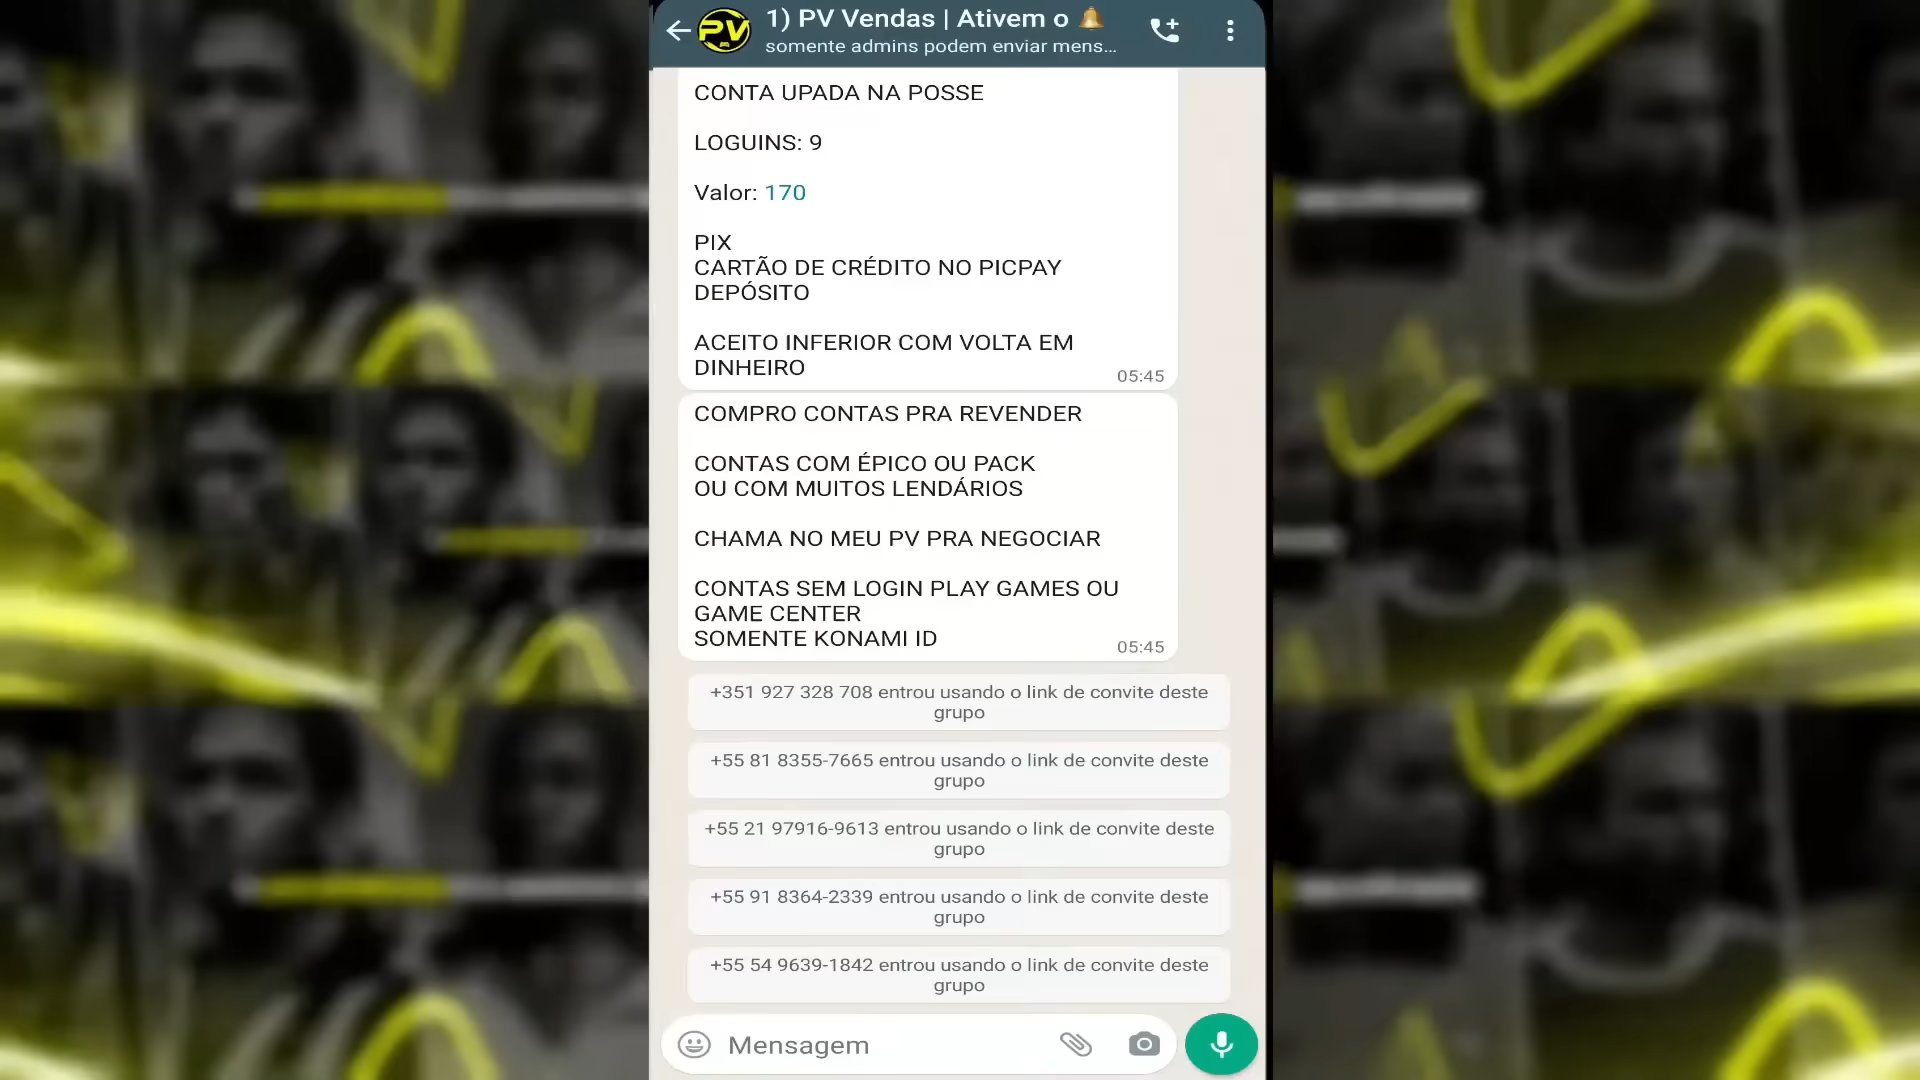 PV
1) PV Vendas | Ativem o 🔔
somente admins podem enviar mens...
CONTA UPADA NA POSSE
LOGUINS: 9
Valor: 170
PIX
CARTÃO DE CRÉDITO NO PICPAY
DEPÓSITO
ACEITO INFERIOR COM VOLTA EM
DINHEIRO
05:45
COMPRO CONTAS PRA REVENDER
CONTAS COM ÉPICO OU PACK
OU COM MUITOS LENDÁRIOS
CHAMA NO MEU PV PRA NEGOCIAR
CONTAS SEM LOGIN PLAY GAMES OU
GAME CENTER
SOMENTE KONAMI ID
05:45
+351 927 328 708 entrou usando o link de convite deste
grupo
+55 81 8355-7665 entrou usando o link de convite deste
grupo
+55 21 97916-9613 entrou usando o link de convite deste
grupo
+55 91 8364-2339 entrou usando o link de convite deste
grupo
+55 54 9639-1842 entrou usando o link de convite deste
grupo
Mensagem